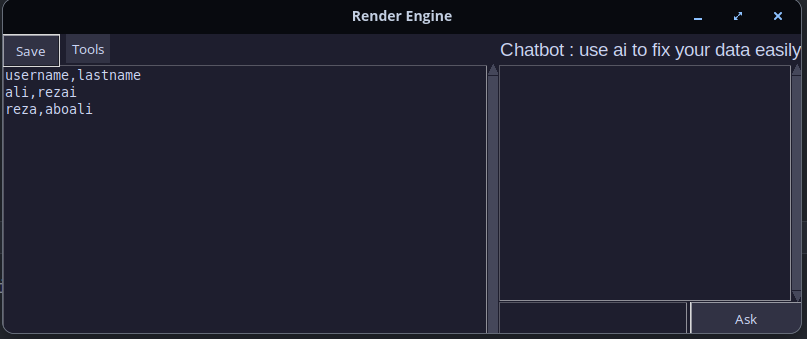 Render Engine
Save
Tools
Chatbot : use ai to fix your data easily
username,lastname
ali,rezai
reza,aboali
Ask